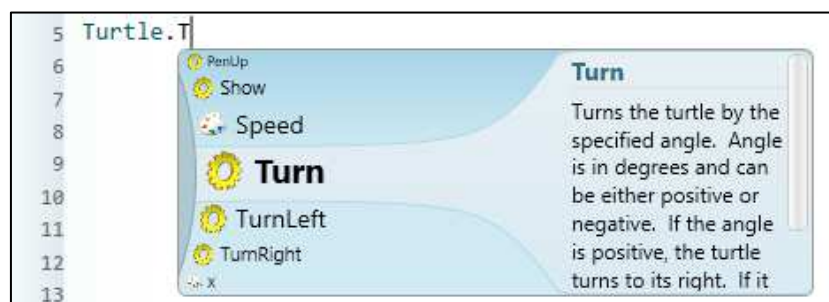 5 Turtle.T
6
7
8
9
10
11
12
13
PenUp
Show
Speed
Turn
TurnLeft
TurnRight
X
Turn
Turns the turtle by the
specified angle. Angle
is in degrees and can
be either positive or
negative. If the angle
is positive, the turtle
turns to its right. If it